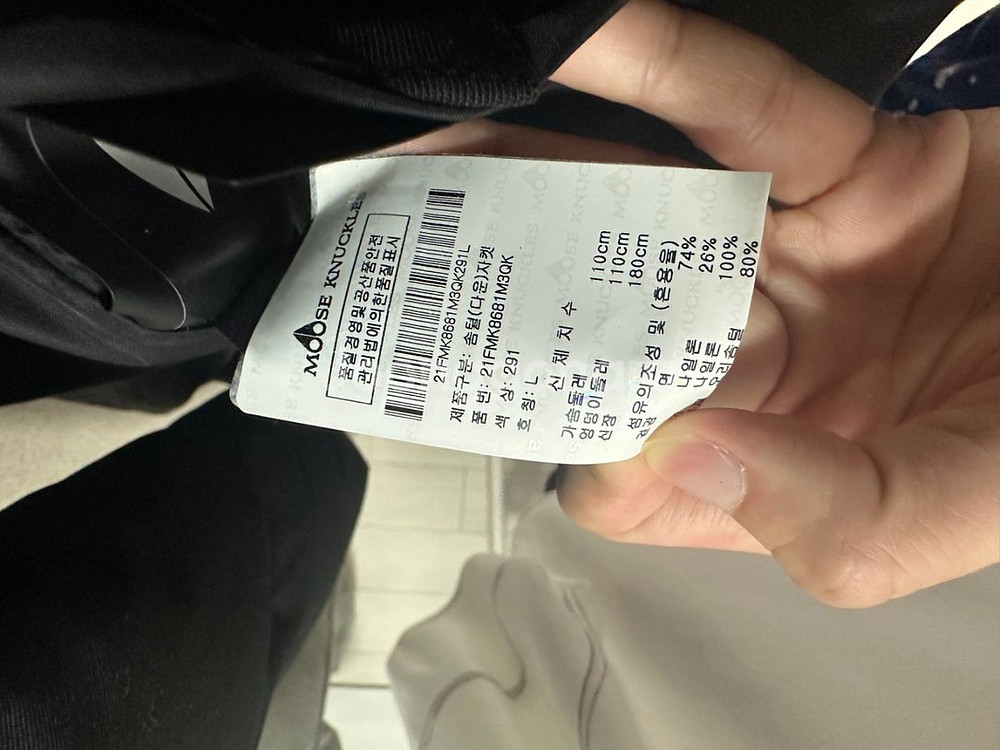 MOOSE KNUCKLES
품질경영및공산품안전
관리법에의한품질표시
21FMK8681M3QK291L
제품구분: 솜털(다운)자켓
품 번: 21FMK8681M3QK
색 상: 291
호 칭: L
신 체 치 수
가슴둘레 110cm
엉덩이둘레 110cm
신장 180cm
섬유의조성 및 (혼용율)
면 74%
나일론 26%
나일론 100%
오리솜털 80%